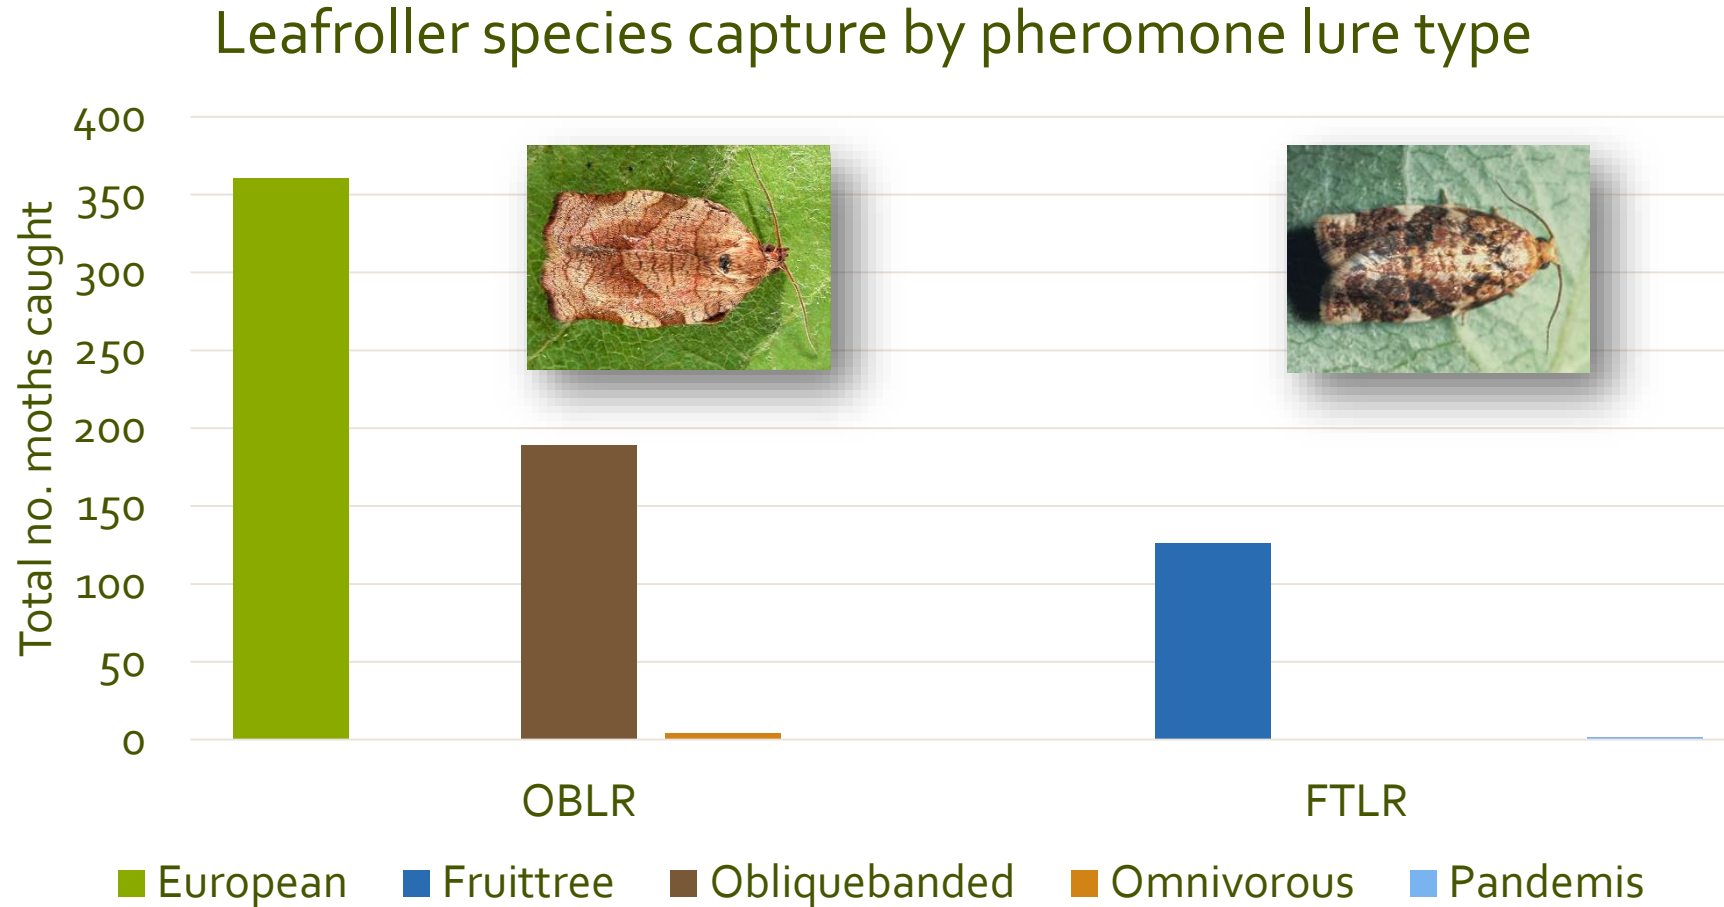 Leafroller species capture by pheromone lure type
Total no. moths caught
400
350
300
250
200
150
100
50
0
OBLR
FTLR
European
Fruittree
Obliquebanded
Omnivorous
Pandemis